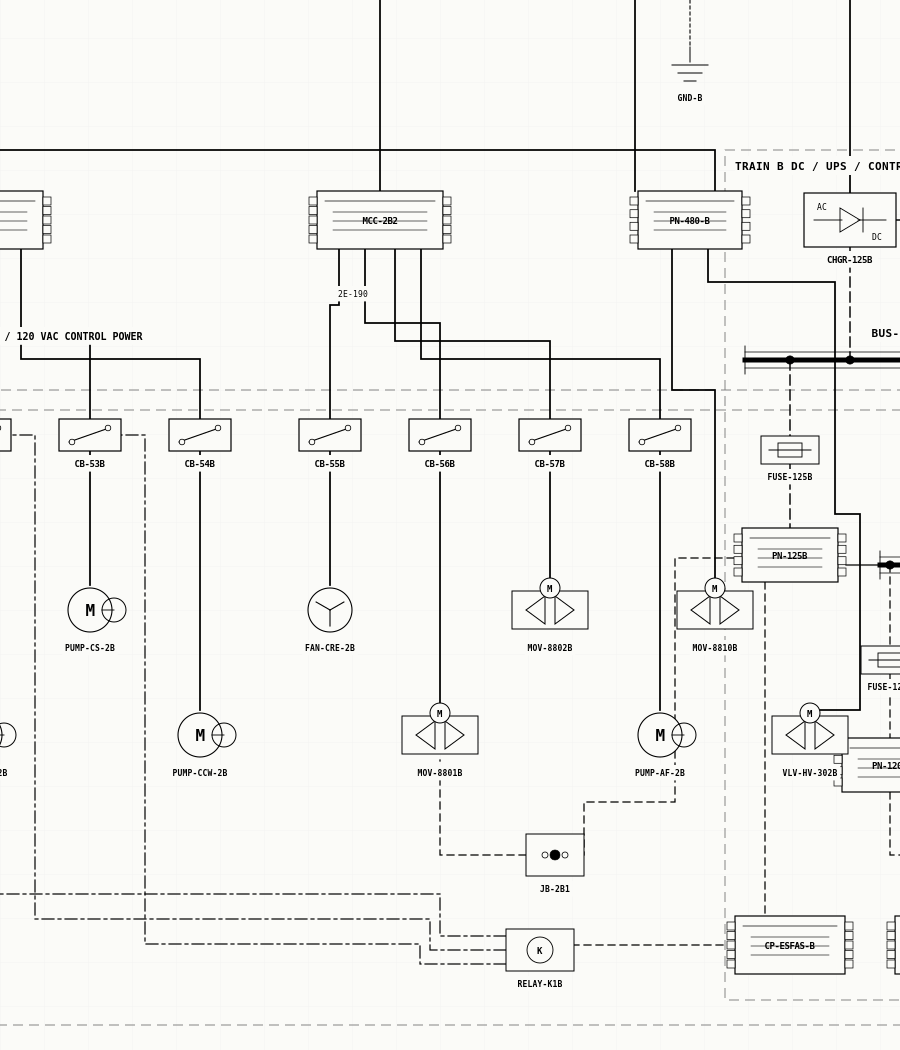 GND-B
TRAIN B DC / UPS / CONTR
MCC-2B2
PN-480-B
AC
DC
CHGR-125B
2E-190
/ 120 VAC CONTROL POWER
BUS-
CB-53B
CB-54B
CB-55B
CB-56B
CB-57B
CB-58B
FUSE-125B
PN-125B
M
M
M
PUMP-CS-2B
FAN-CRE-2B
MOV-8802B
MOV-8810B
FUSE-12
M
M
M
M
2B
PUMP-CCW-2B
MOV-8801B
PUMP-AF-2B
VLV-HV-302B
PN-120
JB-2B1
K
CP-ESFAS-B
RELAY-K1B